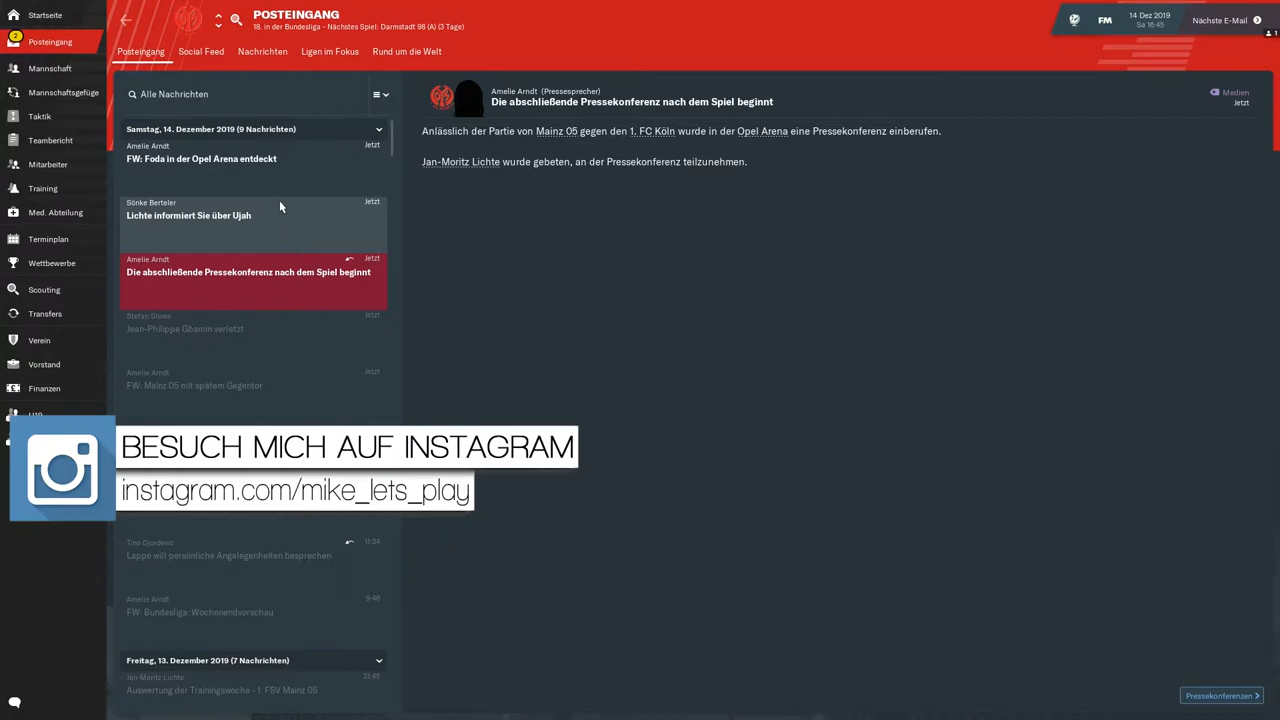 Startseite
2
Posteingang
Mannschaft
Mannschaftsgefüge
Taktik
Teambericht
Mitarbeiter
Training
Med. Abteilung
Terminplan
Wettbewerbe
Scouting
Transfers
Verein
Vorstand
Finanzen
U19
POSTEINGANG
18. in der Bundesliga - Nächstes Spiel: Darmstadt 98 (A) (3 Tage)
FM
14 Dez 2019
Sa 16:45
Nächste E-Mail
1
Posteingang Social Feed Nachrichten Ligen im Fokus Rund um die Welt
Alle Nachrichten
Samstag, 14. Dezember 2019 (9 Nachrichten)
Amelie Arndt Jetzt
FW: Foda in der Opel Arena entdeckt
Sönke Berteler Jetzt
Lichte informiert Sie über Ujah
Amelie Arndt Jetzt
Die abschließende Pressekonferenz nach dem Spiel beginnt
Stefan Stüwe Jetzt
Jean-Philippe Gbamin verletzt
Amelie Arndt Jetzt
FW: Mainz 05 mit spätem Gegentor
BESUCH MICH AUF INSTAGRAM
instagram.com/mike_lets_play
Tino Djurdevic 11:34
Lappe will persönliche Angelegenheiten besprechen
Amelie Arndt 9:48
FW: Bundesliga: Wochenendvorschau
Freitag, 13. Dezember 2019 (7 Nachrichten)
Jan-Moritz Lichte 21:45
Auswertung der Trainingswoche - 1. FSV Mainz 05
Amelie Arndt (Pressesprecher)
Die abschließende Pressekonferenz nach dem Spiel beginnt
Medien
Jetzt
Anlässlich der Partie von Mainz 05 gegen den 1. FC Köln wurde in der Opel Arena eine Pressekonferenz einberufen.
Jan-Moritz Lichte wurde gebeten, an der Pressekonferenz teilzunehmen.
Pressekonferenzen